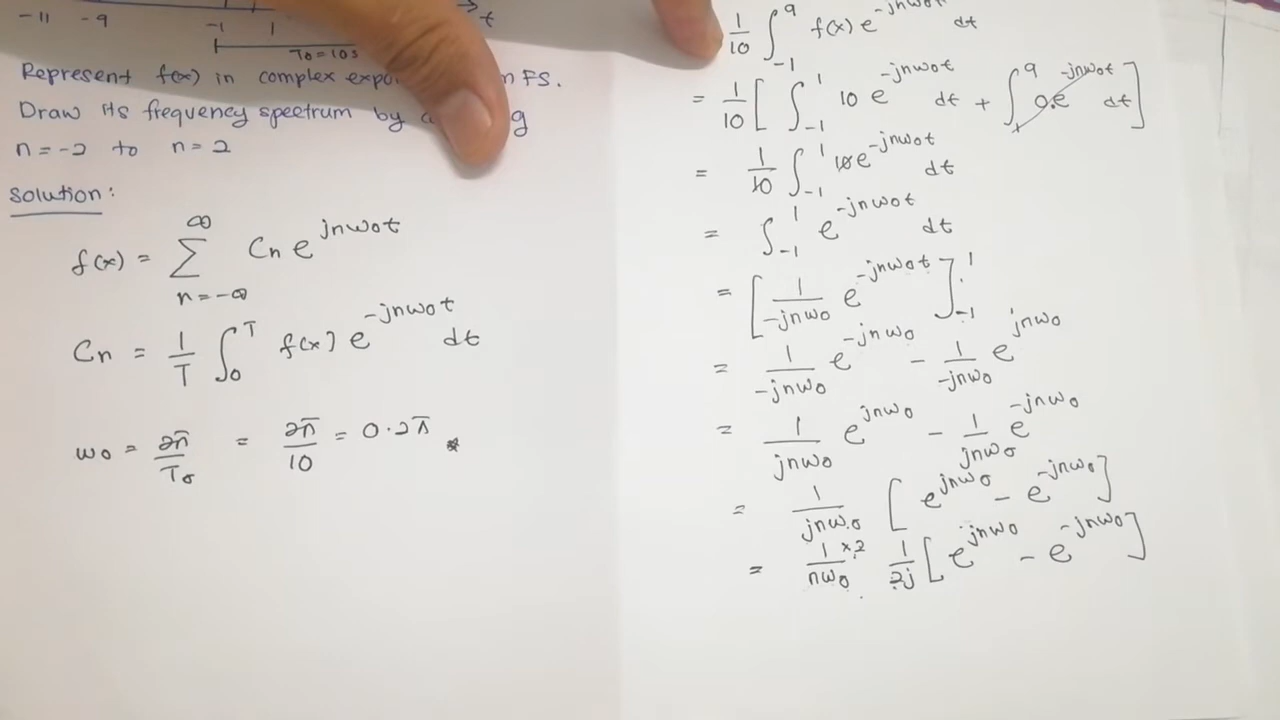 -11 -9 -1 1 t
T₀ = 10s
Represent f(x) in complex FS.
Draw its frequency spectrum by
n = -2 to n = 2
Solution:
f(x) = ∑_{n=-∞}^{∞} Cn e^{jnω₀t}
Cn = 1/T ∫₀^T f(x) e^{-jnω₀t} dt
ω₀ = 2π/T₀ = 2π/10 = 0.2π
1/10 ∫₋₁^9 f(x) e^{-jnω₀t} dt
= 1/10 [ ∫₋₁^1 10 e^{-jnω₀t} dt + ∫₁^9 0.e^{-jnω₀t} dt ]
= 1/10 ∫₋₁^1 10 e^{-jnω₀t} dt
= ∫₋₁^1 e^{-jnω₀t} dt
= [ 1/-jnω₀ e^{-jnω₀t} ]₋₁^1
= 1/-jnω₀ e^{-jnω₀} - 1/-jnω₀ e^{jnω₀}
= 1/jnω₀ e^{jnω₀} - 1/jnω₀ e^{-jnω₀}
= 1/jnω₀ [ e^{jnω₀} - e^{-jnω₀} ]
= 1/nω₀ ×2 1/2j [ e^{jnω₀} - e^{-jnω₀} ]